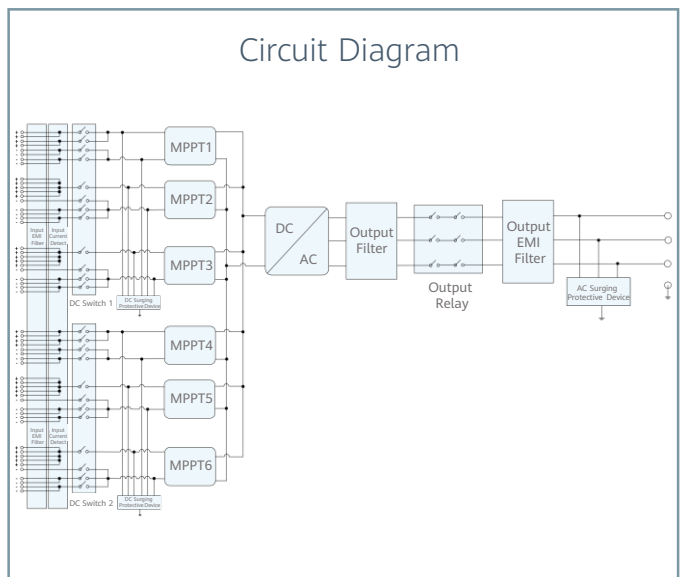 Circuit Diagram
MPPT1
MPPT2
MPPT3
Input
EMI
Filter
Input
Current
Detect
DC Switch 1
DC Surging
Protective Device
DC
AC
Output
Filter
Output
Relay
Output
EMI
Filter
AC Surging
Protective Device
MPPT4
MPPT5
MPPT6
Input
EMI
Filter
Input
Current
Detect
DC Switch 2
DC Surging
Protective Device